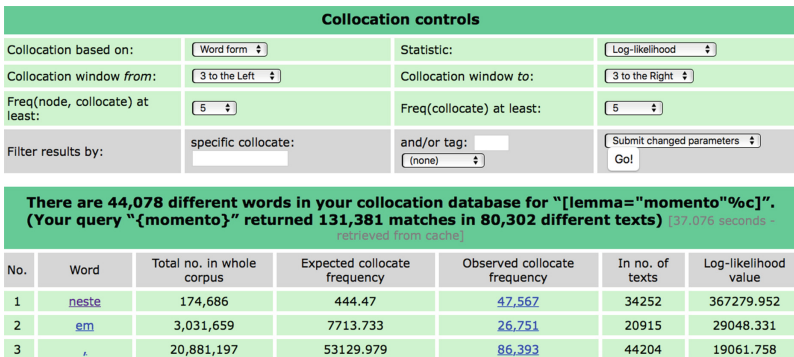 Collocation controls
Collocation based on: Word form Statistic: Log-likelihood
Collocation window from: 3 to the Left Collocation window to: 3 to the Right
Freq(node, collocate) at least: 5 Freq(collocate) at least: 5
Filter results by: specific collocate: and/or tag: (none) Submit changed parameters Go!
There are 44,078 different words in your collocation database for “[lemma="momento"%c]”.
(Your query “{momento}” returned 131,381 matches in 80,302 different texts) [37.076 seconds -
retrieved from cache]
No. Word Total no. in whole corpus Expected collocate frequency Observed collocate frequency In no. of texts Log-likelihood value
1 neste 174,686 444.47 47,567 34252 367279.952
2 em 3,031,659 7713.733 26,751 20915 29048.331
3 , 20,881,197 53129.979 86,393 44204 19061.758